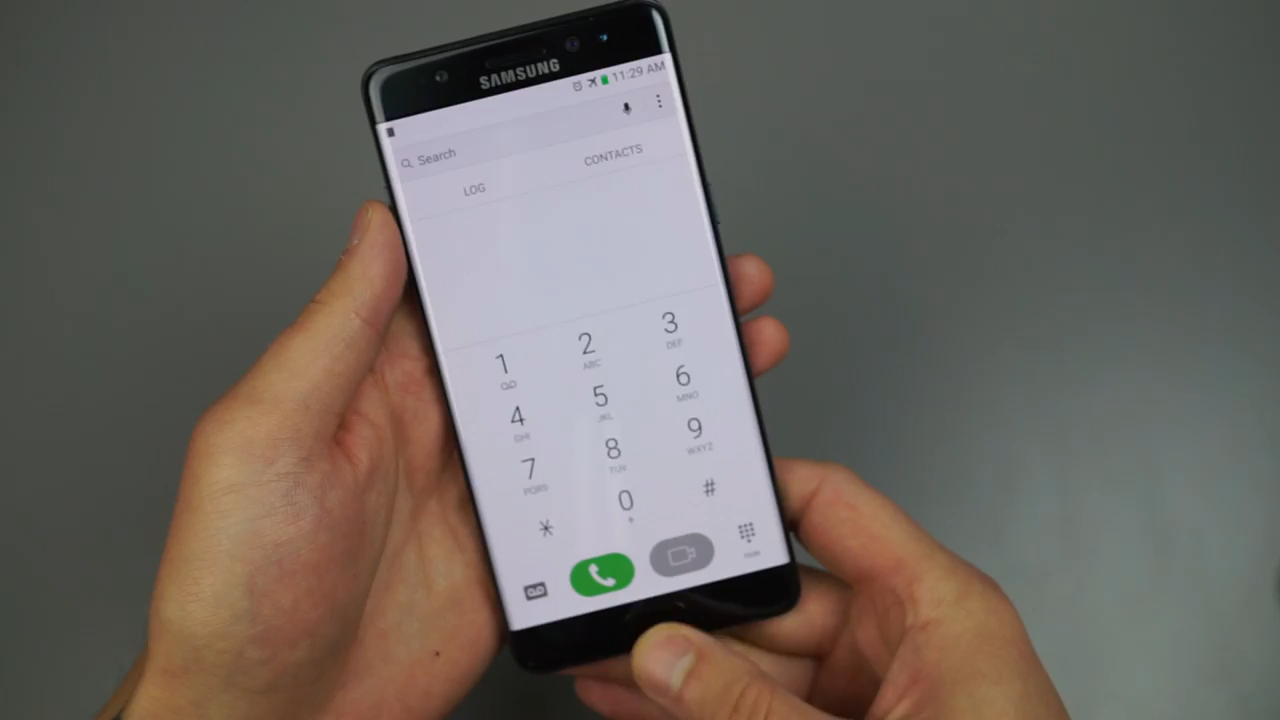 SAMSUNG
11:29 AM
Search
LOG CONTACTS
1 2 3
ABC DEF
4 5 6
GHI JKL MNO
7 8 9
PQRS TUV WXYZ
* 0 #
+